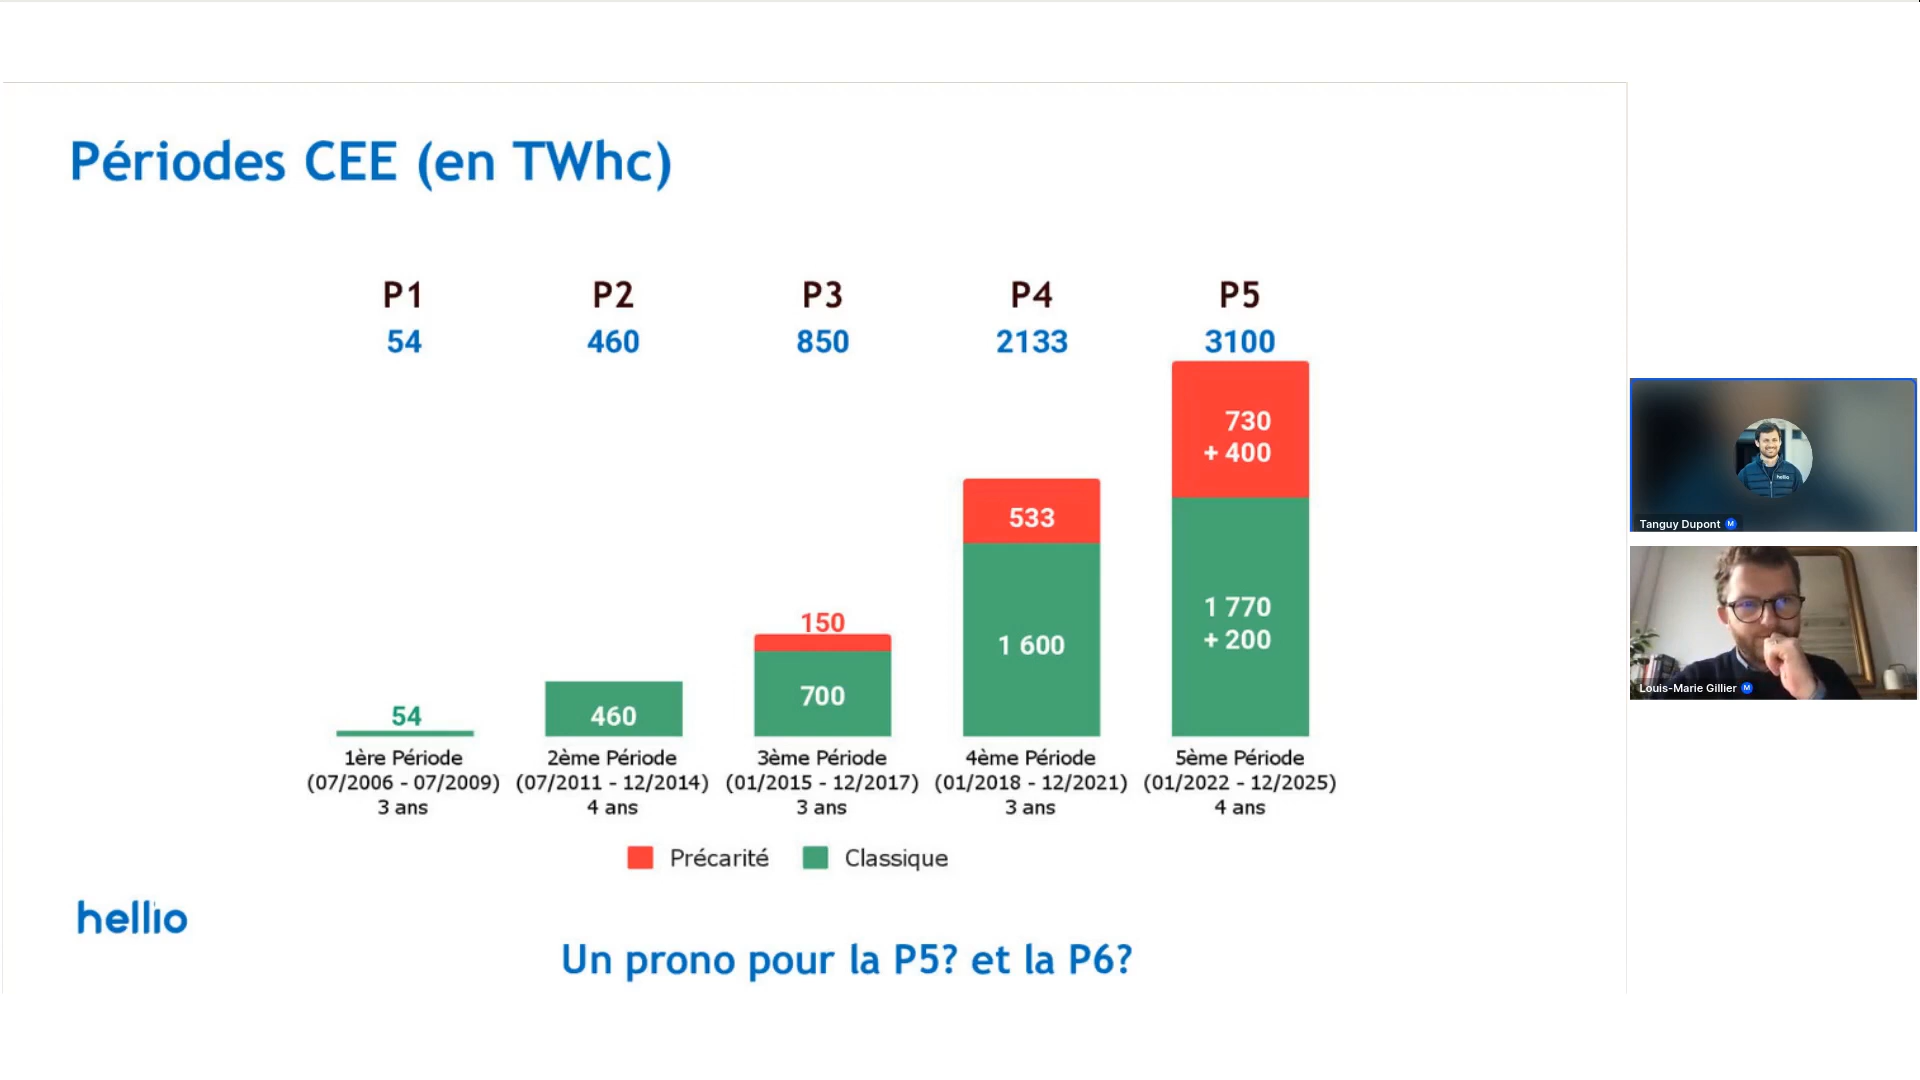 Périodes CEE (en TWhc)
P1
P2
P3
P4
P5
54
460
850
2133
3100
730
+ 400
533
1 770
+ 200
150
1 600
700
54
460
1ère Période
(07/2006 - 07/2009)
3 ans
2ème Période
(07/2011 - 12/2014)
4 ans
3ème Période
(01/2015 - 12/2017)
3 ans
4ème Période
(01/2018 - 12/2021)
3 ans
5ème Période
(01/2022 - 12/2025)
4 ans
Précarité
Classique
hellio
Un prono pour la P5? et la P6?
hellio
Tanguy Dupont M
Louis-Marie Gillier M